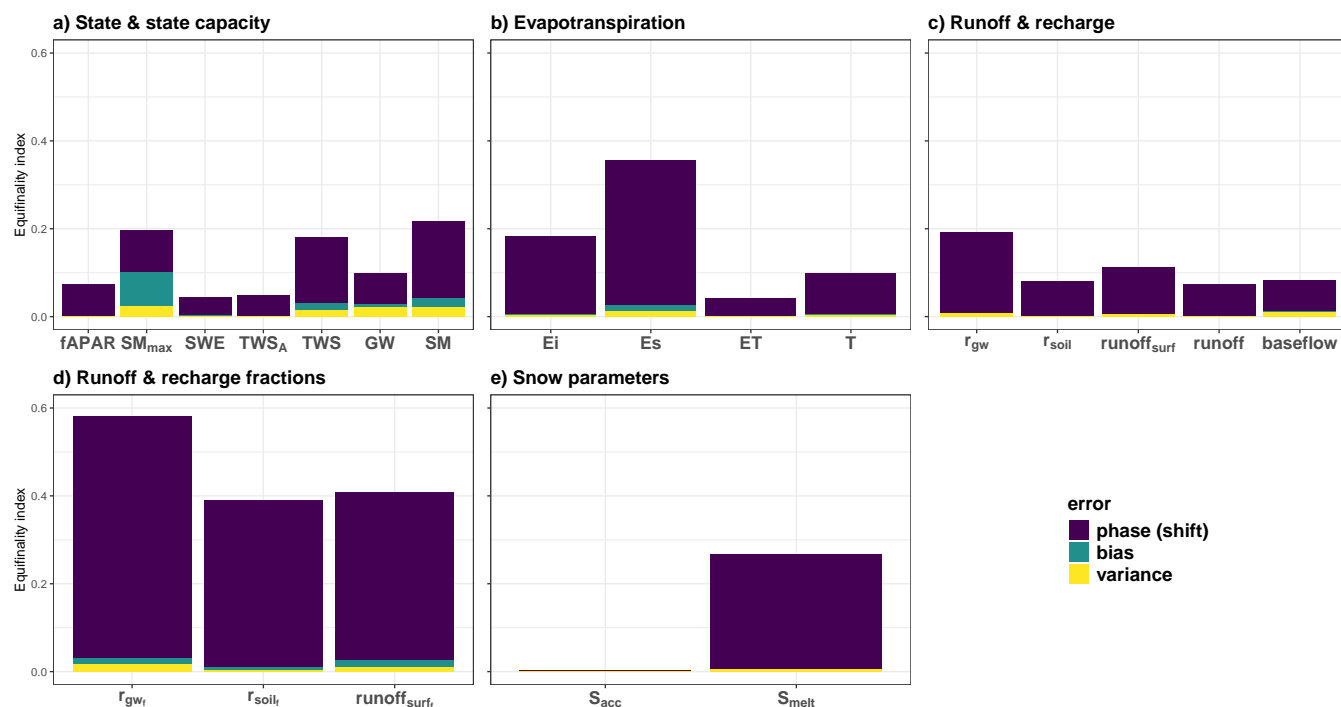 a) State & state capacity
b) Evapotranspiration
c) Runoff & recharge
Equifinality index
0.6
0.4
0.2
0.0
fAPAR SMmax SWE TWSA TWS GW SM
Ei Es ET T
rgw rsoil runoffsurf runoff baseflow
d) Runoff & recharge fractions
e) Snow parameters
Equifinality index
0.6
0.4
0.2
0.0
rgwf rsoilf runoffsurff
Sacc Smelt
error
phase (shift)
bias
variance